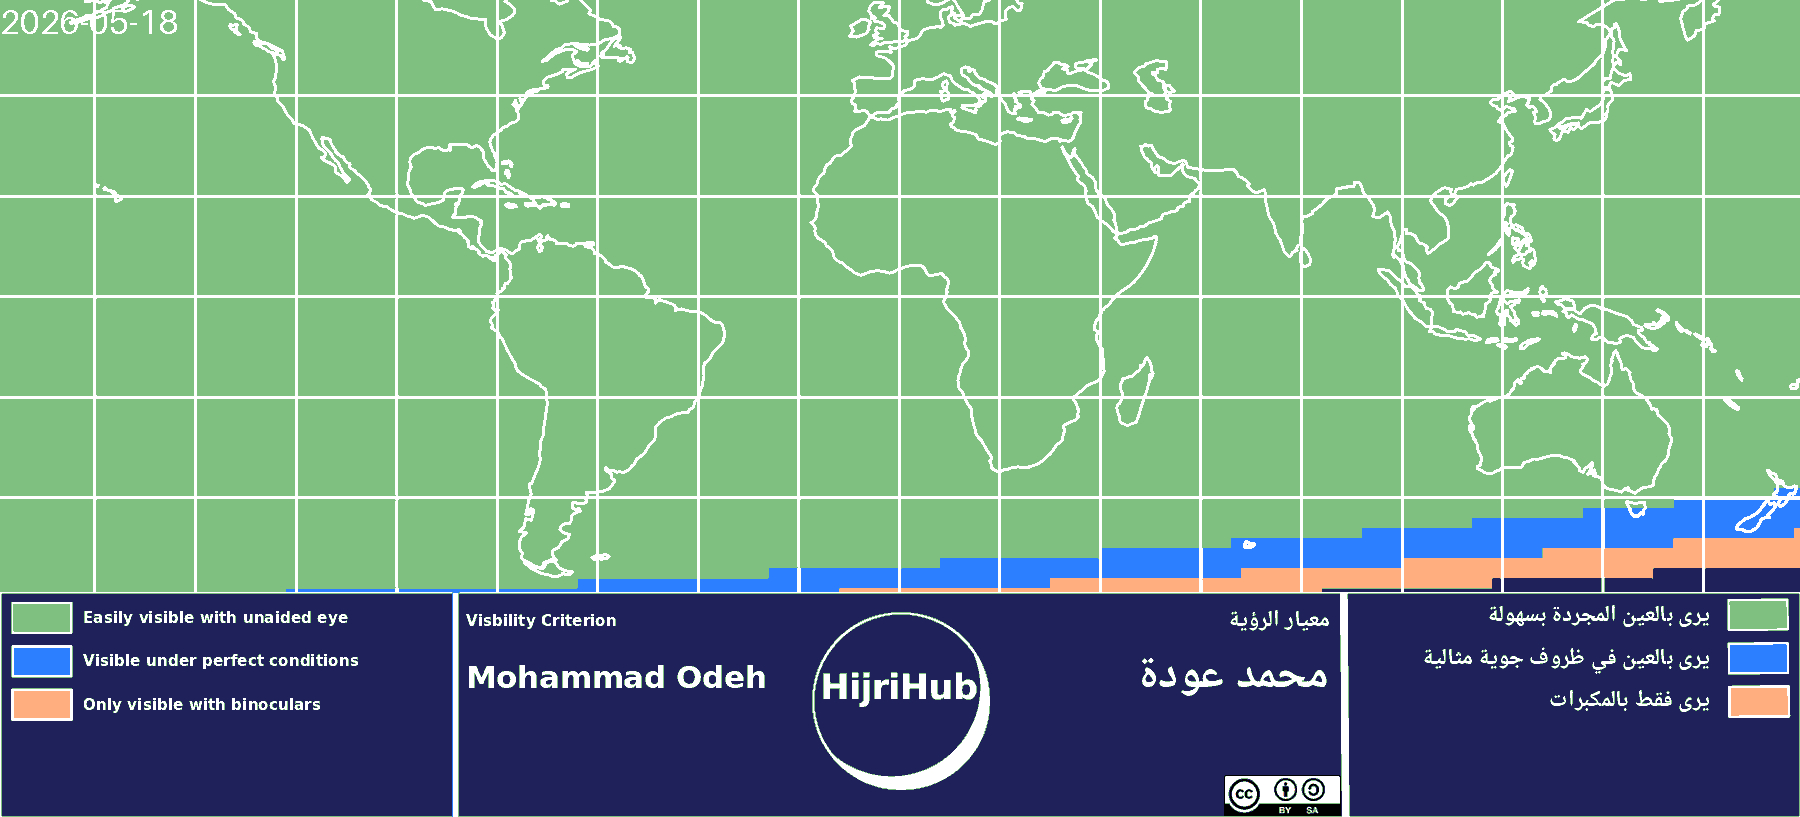 2026-05-18
Easily visible with unaided eye
Visible under perfect conditions
Only visible with binoculars
Visbility Criterion
معيار الرؤية
Mohammad Odeh
محمد عودة
HijriHub
cc
BY SA
يرى بالعين المجردة بسهولة
يرى بالعين في ظروف جوية مثالية
يرى فقط بالمكبرات